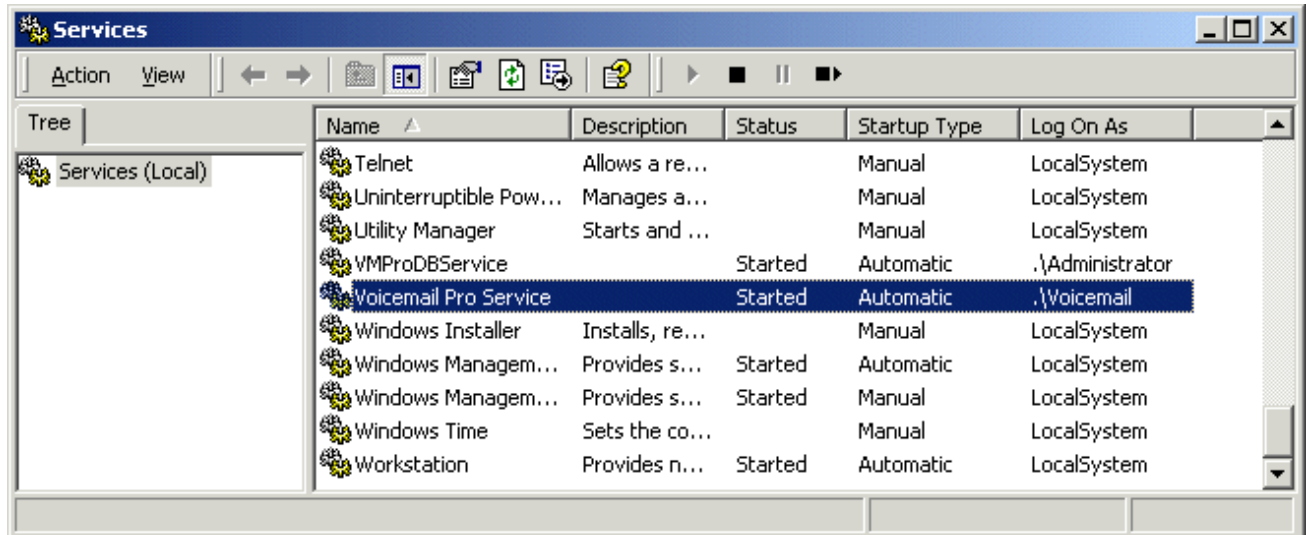 Services
Action View
Tree
Name Description Status Startup Type Log On As
Services (Local)
Telnet Allows a re... Manual LocalSystem
Uninterruptible Pow... Manages a... Manual LocalSystem
Utility Manager Starts and ... Manual LocalSystem
VMProDBService Started Automatic .\Administrator
Voicemail Pro Service Started Automatic .\Voicemail
Windows Installer Installs, re... Manual LocalSystem
Windows Managem... Provides s... Started Automatic LocalSystem
Windows Managem... Provides s... Started Manual LocalSystem
Windows Time Sets the co... Manual LocalSystem
Workstation Provides n... Started Automatic LocalSystem